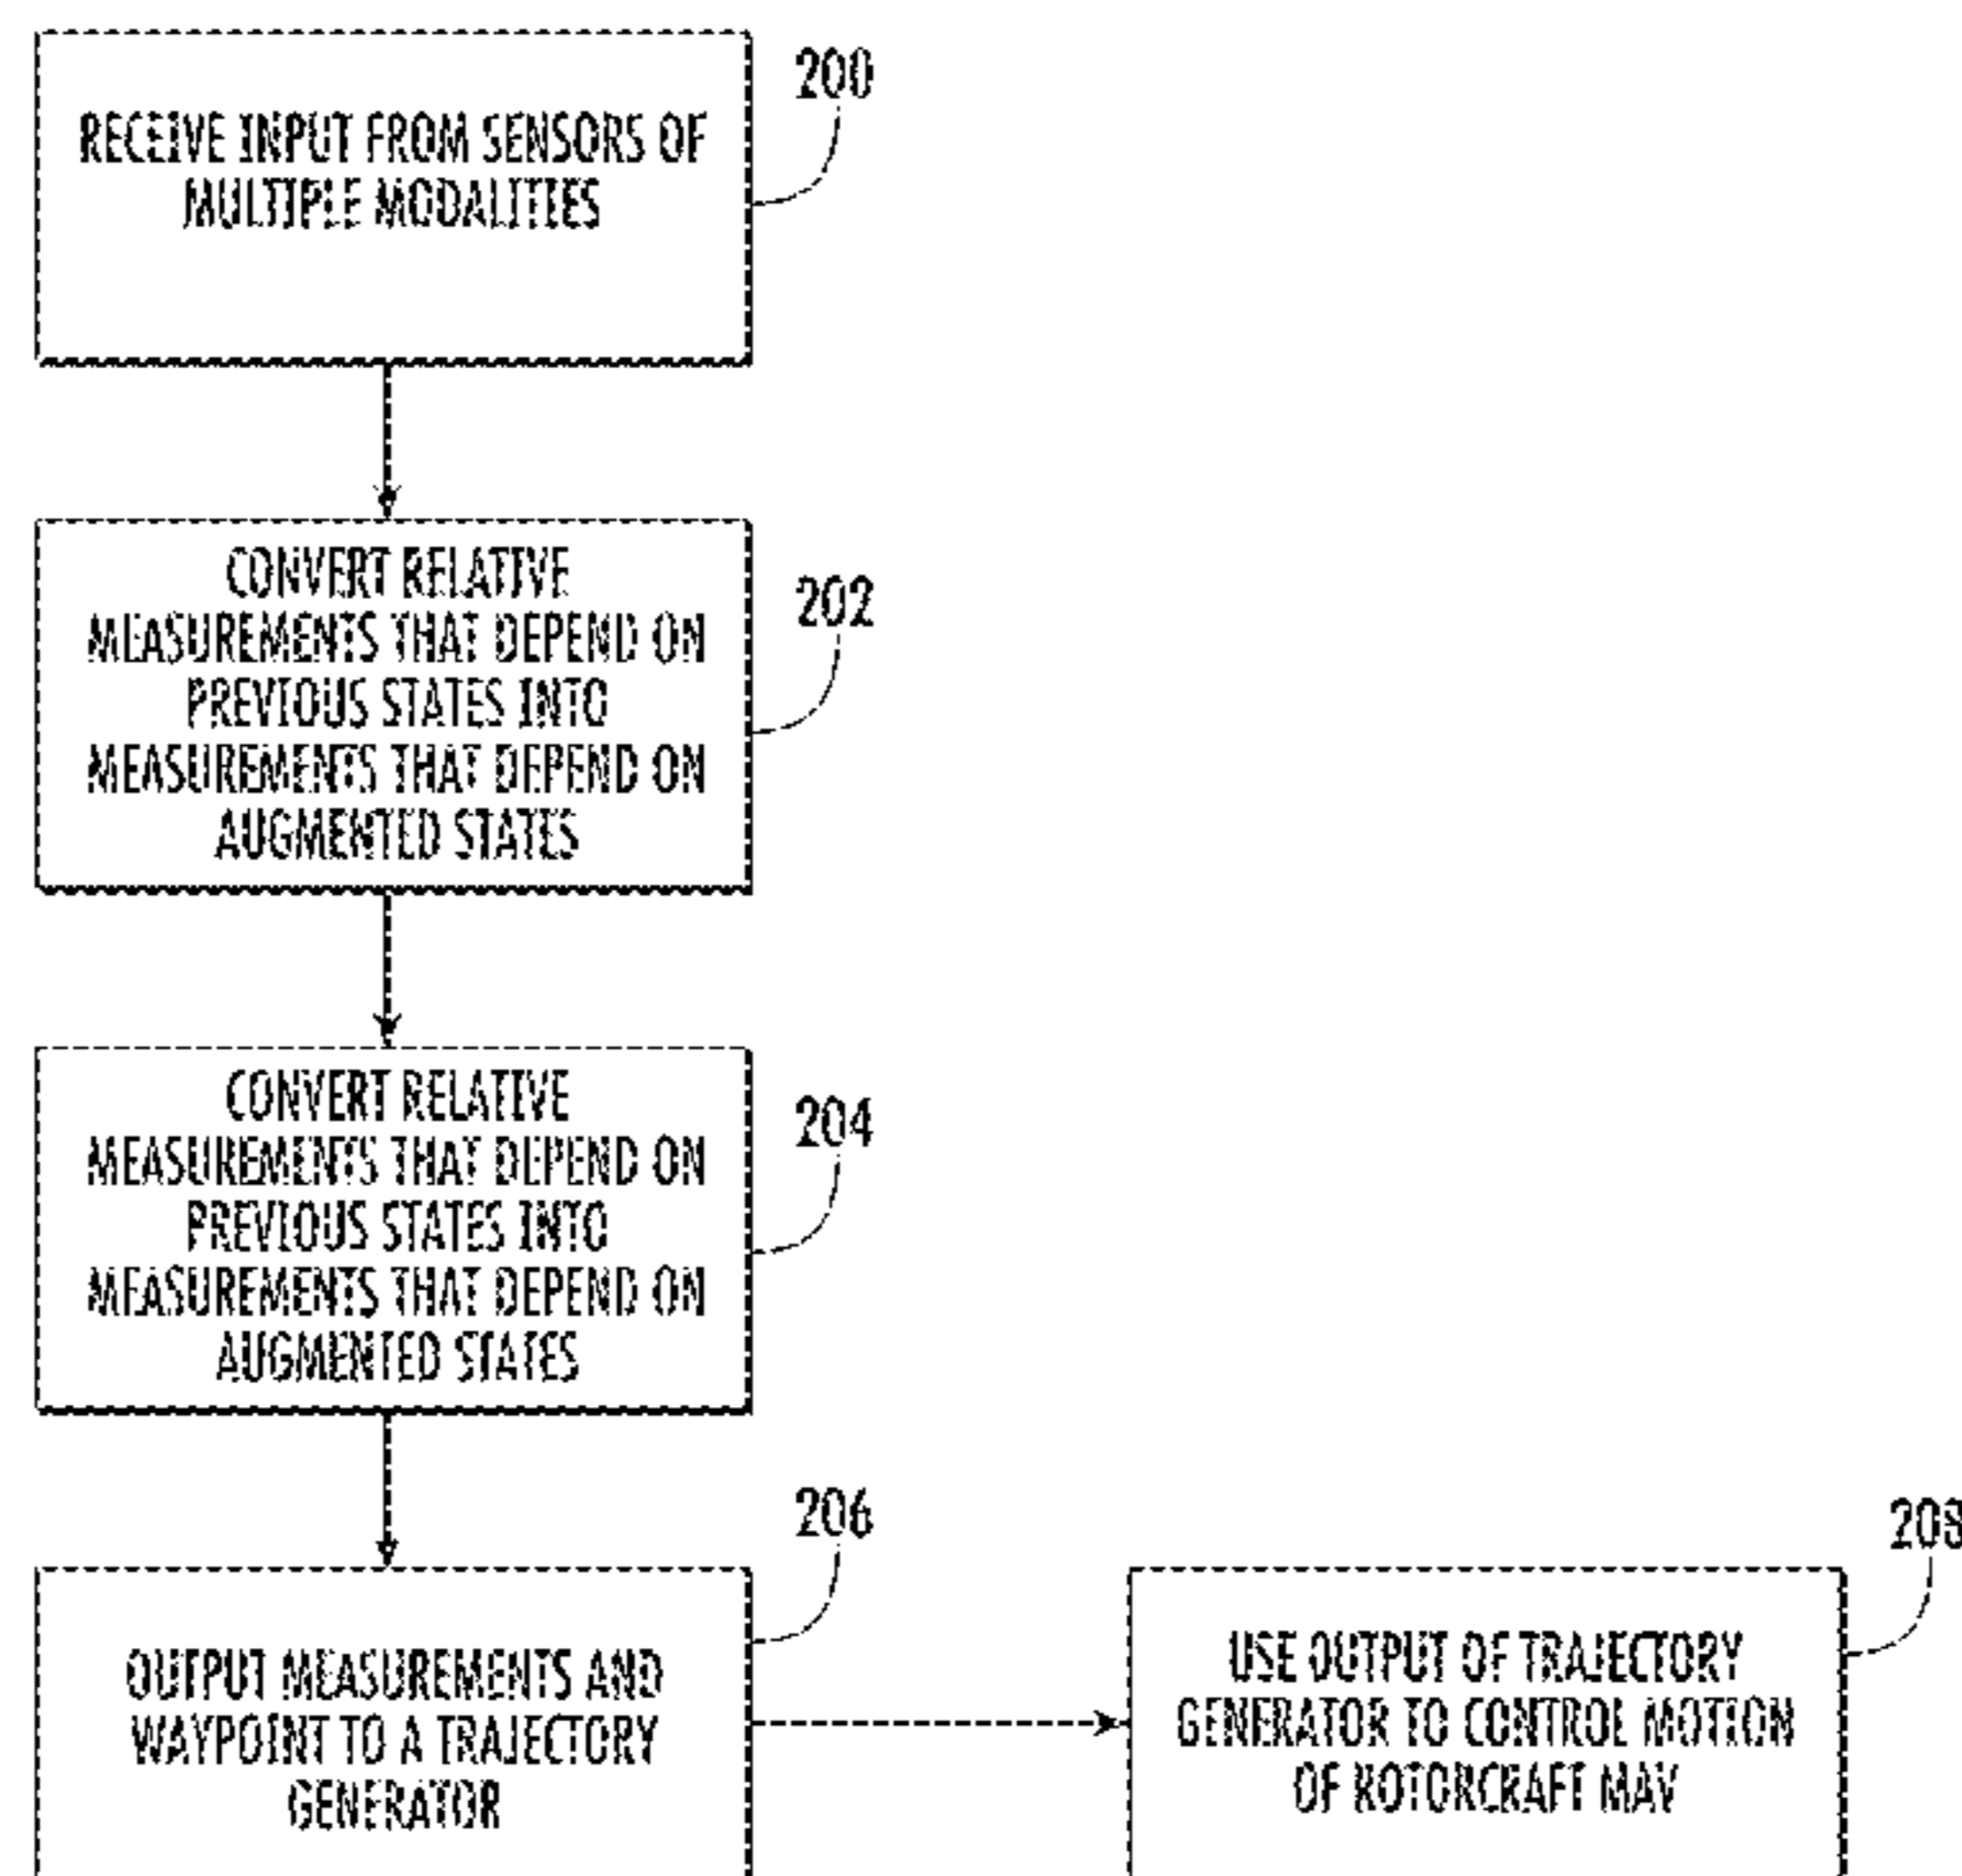 200
RECEIVE INPUT FROM SENSORS OF
MULTIPLE MODALITIES
202
CONVERT RELATIVE
MEASUREMENTS THAT DEPEND ON
PREVIOUS STATES INTO
MEASUREMENTS THAT DEPEND ON
AUGMENTED STATES
204
CONVERT RELATIVE
MEASUREMENTS THAT DEPEND ON
PREVIOUS STATES INTO
MEASUREMENTS THAT DEPEND ON
AUGMENTED STATES
206
OUTPUT MEASUREMENTS AND
WAYPOINT TO A TRAJECTORY
GENERATOR
208
USE OUTPUT OF TRAJECTORY
GENERATOR TO CONTROL MOTION
OF ROTORCRAFT MAV